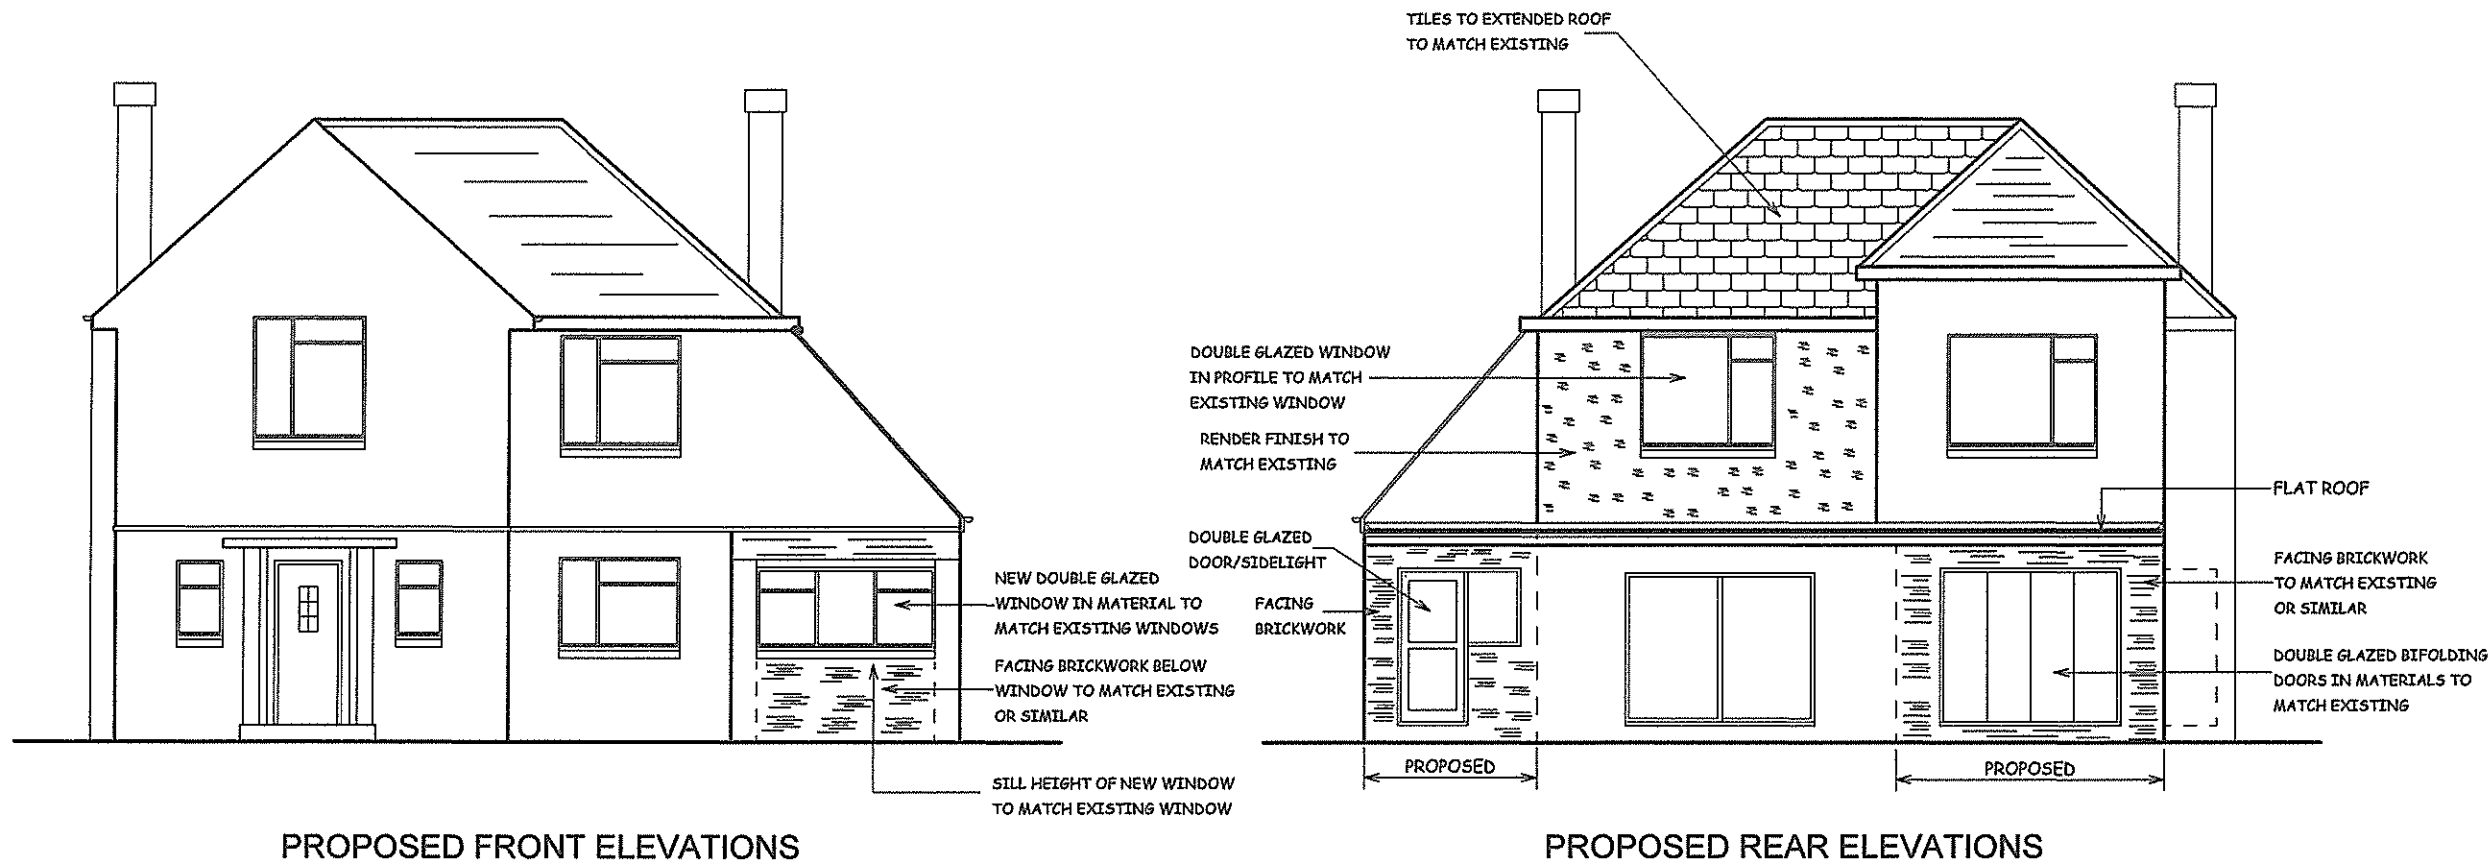 TILES TO EXTENDED ROOF
TO MATCH EXISTING
DOUBLE GLAZED WINDOW
IN PROFILE TO MATCH
EXISTING WINDOW
RENDER FINISH TO
MATCH EXISTING
FLAT ROOF
DOUBLE GLAZED
DOOR/SIDELIGHT
FACING
BRICKWORK
NEW DOUBLE GLAZED
WINDOW IN MATERIAL TO
MATCH EXISTING WINDOWS
FACING BRICKWORK BELOW
WINDOW TO MATCH EXISTING
OR SIMILAR
FACING BRICKWORK
TO MATCH EXISTING
OR SIMILAR
DOUBLE GLAZED BIFOLDING
DOORS IN MATERIALS TO
MATCH EXISTING
PROPOSED
PROPOSED
SILL HEIGHT OF NEW WINDOW
TO MATCH EXISTING WINDOW
PROPOSED FRONT ELEVATIONS
PROPOSED REAR ELEVATIONS